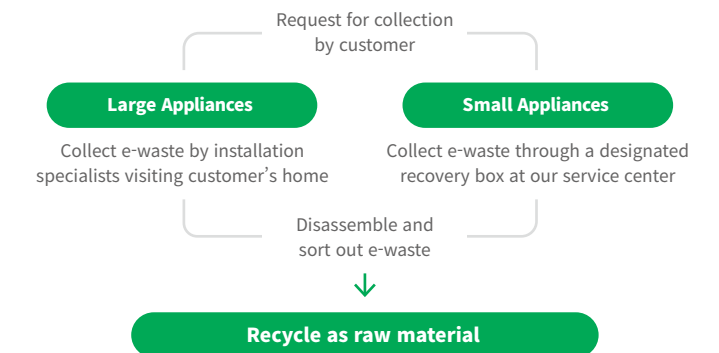 Request for collection
by customer
Large Appliances
Small Appliances
Collect e-waste by installation
specialists visiting customer's home
Collect e-waste through a designated
recovery box at our service center
Disassemble and
sort out e-waste
Recycle as raw material